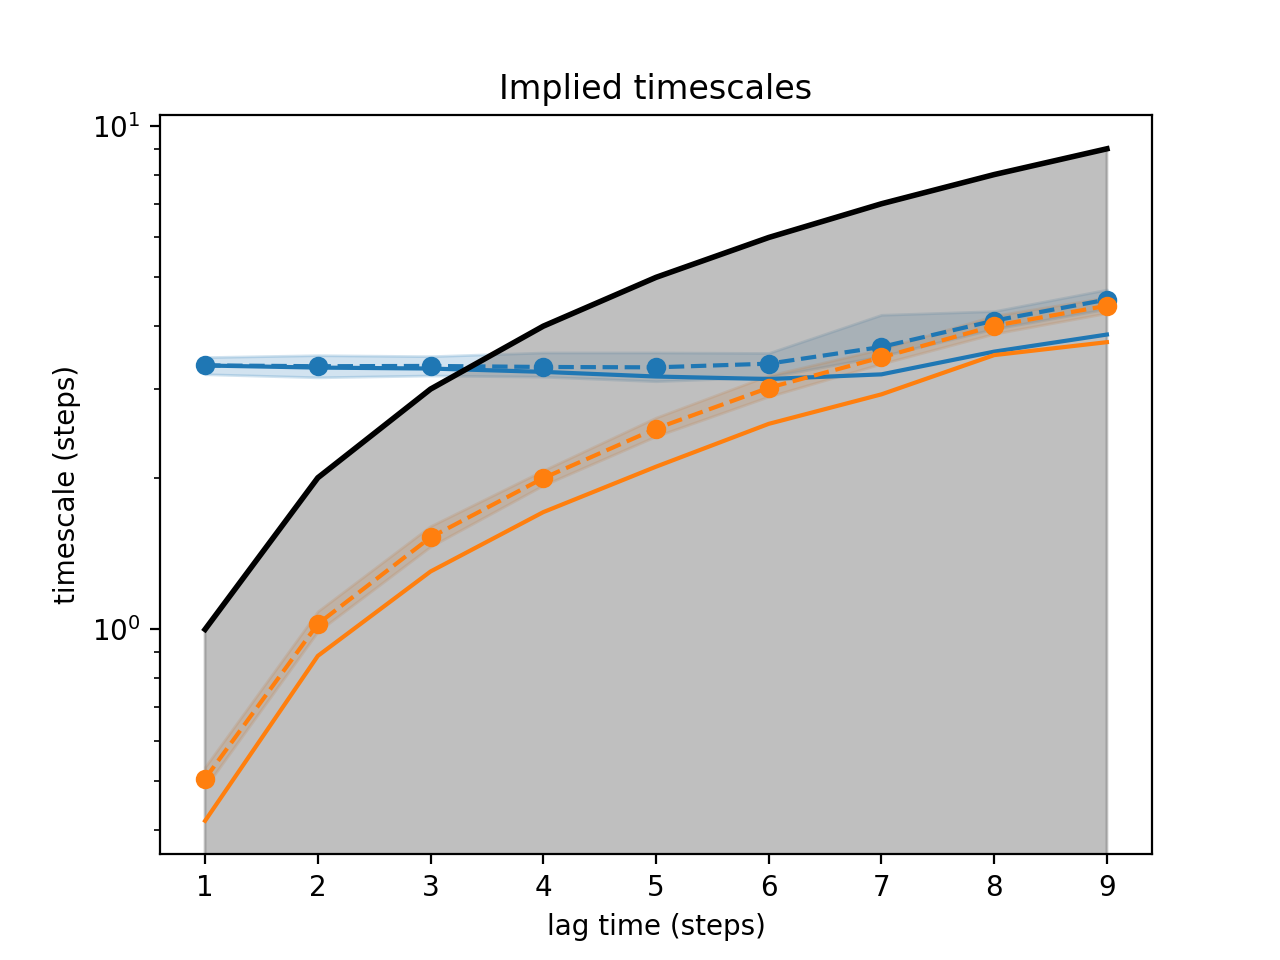 Implied timescales
10¹
10⁰
timescale (steps)
1 2 3 4 5 6 7 8 9
lag time (steps)